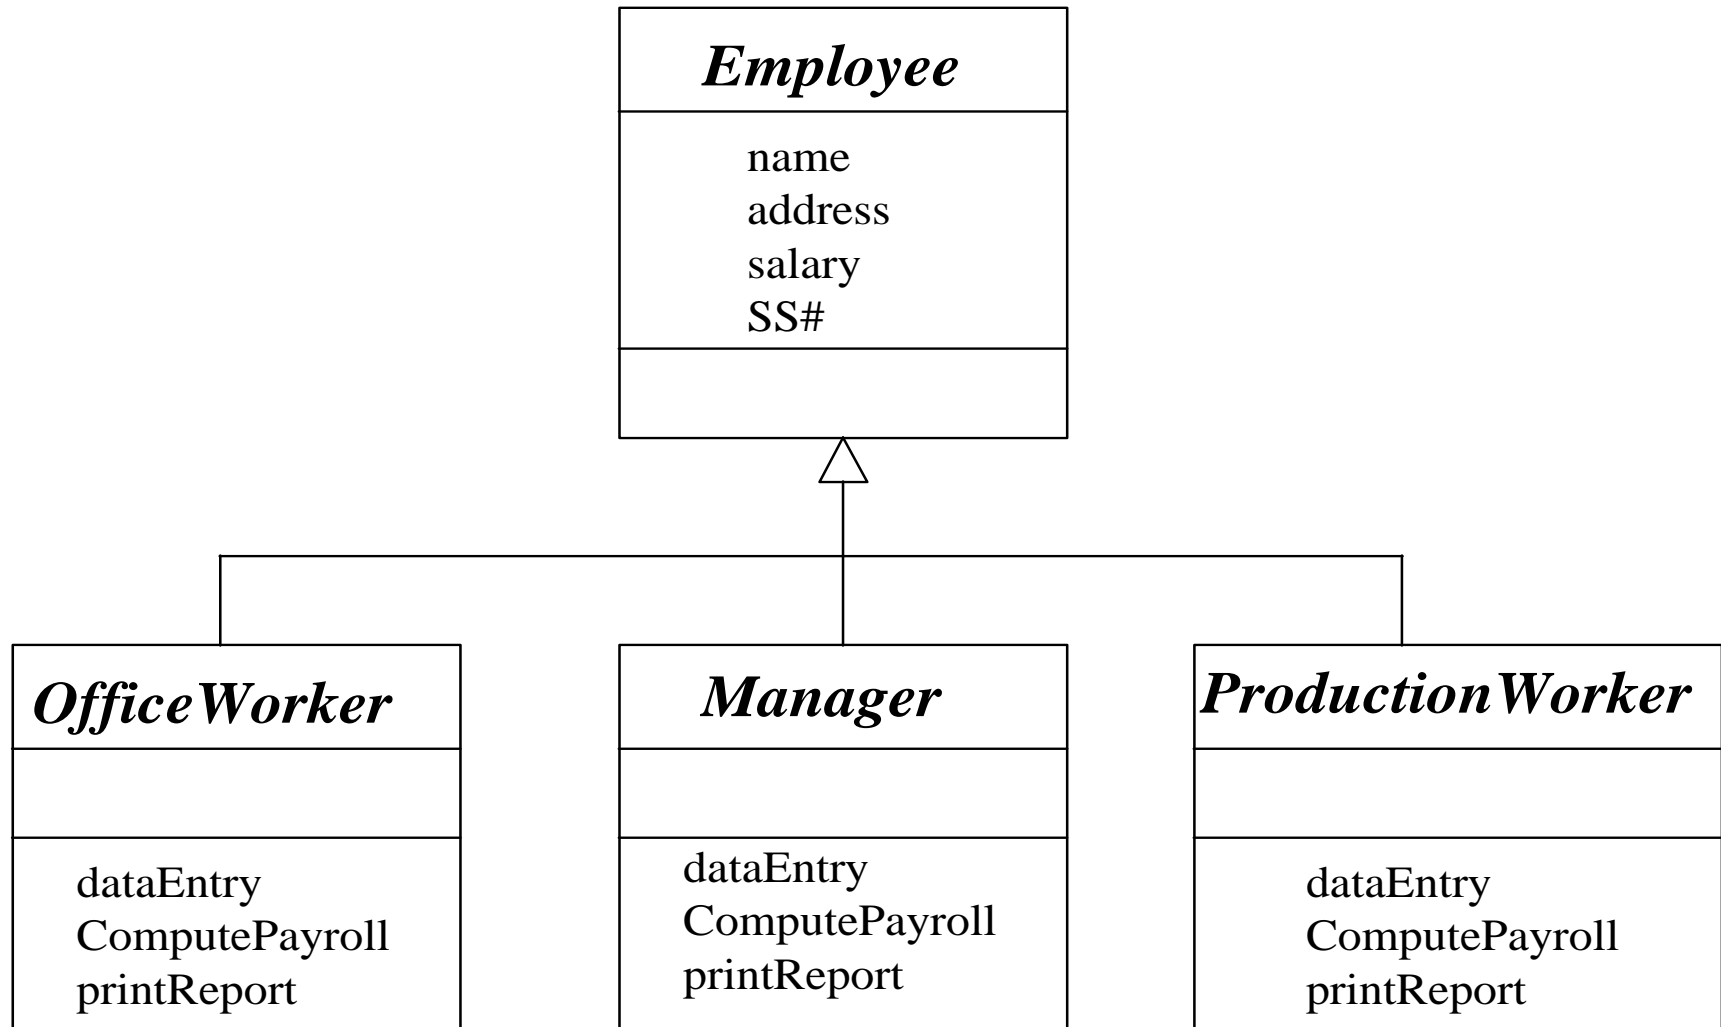 Employee
name
address
salary
SS#
OfficeWorker
dataEntry
ComputePayroll
printReport
Manager
dataEntry
ComputePayroll
printReport
ProductionWorker
dataEntry
ComputePayroll
printReport